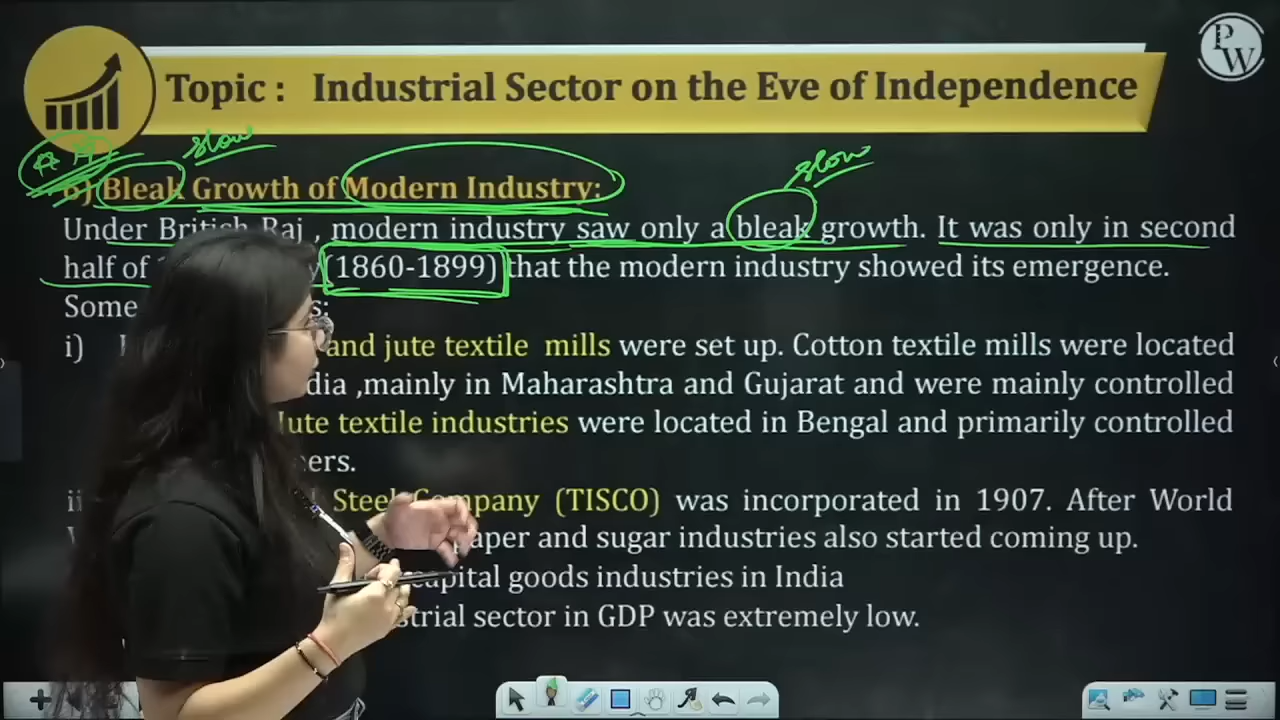 PW
Topic : Industrial Sector on the Eve of Independence
slow
slow
b) Bleak Growth of Modern Industry:
Under British Raj , modern industry saw only a bleak growth. It was only in second
half of (1860-1899) that the modern industry showed its emergence.
Some
i) and jute textile mills were set up. Cotton textile mills were located
,mainly in Maharashtra and Gujarat and were mainly controlled
Jute textile industries were located in Bengal and primarily controlled
Steel Company (TISCO) was incorporated in 1907. After World
paper and sugar industries also started coming up.
capital goods industries in India
sector in GDP was extremely low.